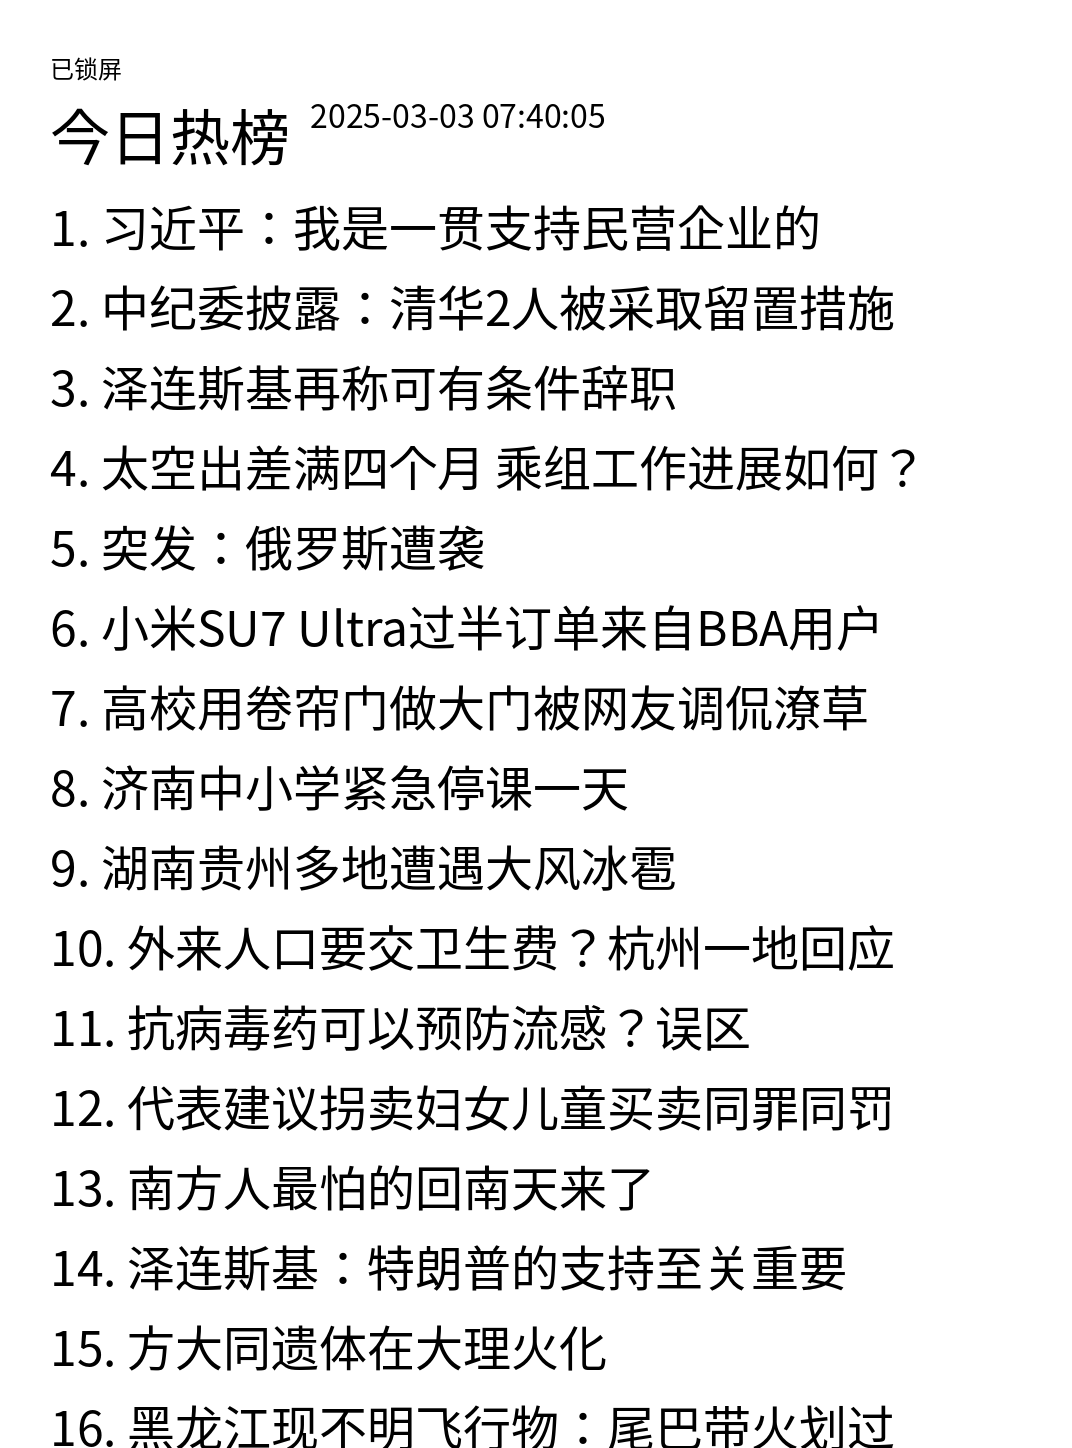 已锁屏
今日热榜 2025-03-03 07:40:05
1. 习近平：我是一贯支持民营企业的
2. 中纪委披露：清华2人被采取留置措施
3. 泽连斯基再称可有条件辞职
4. 太空出差满四个月 乘组工作进展如何？
5. 突发：俄罗斯遭袭
6. 小米SU7 Ultra过半订单来自BBA用户
7. 高校用卷帘门做大门被网友调侃潦草
8. 济南中小学紧急停课一天
9. 湖南贵州多地遭遇大风冰雹
10. 外来人口要交卫生费？杭州一地回应
11. 抗病毒药可以预防流感？误区
12. 代表建议拐卖妇女儿童买卖同罪同罚
13. 南方人最怕的回南天来了
14. 泽连斯基：特朗普的支持至关重要
15. 方大同遗体在大理火化
16. 黑龙江现不明飞行物：尾巴带火划过